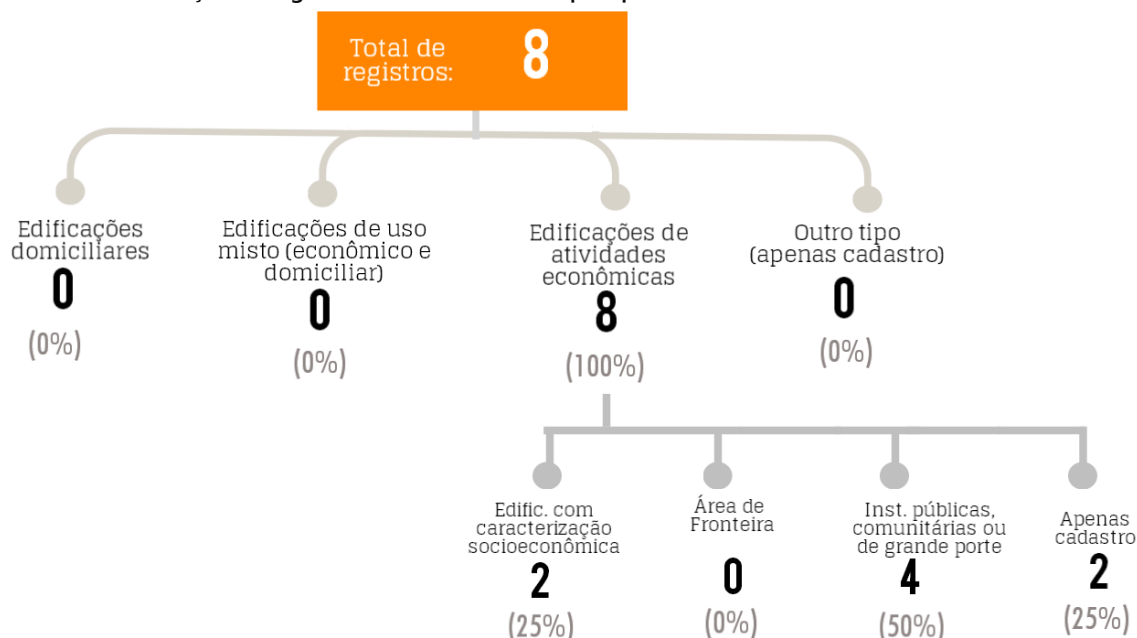 Total de
registros:
8
Edificações
domiciliares
0
(0%)
Edificações de uso
misto (econômico e
domiciliar)
0
(0%)
Edificações de
atividades
econômicas
8
(100%)
Outro tipo
(apenas cadastro)
0
(0%)
Edific. com
caracterização
socioeconômica
2
(25%)
Área de
Fronteira
0
(0%)
Inst. públicas,
comunitárias ou
de grande porte
4
(50%)
Apenas
cadastro
2
(25%)